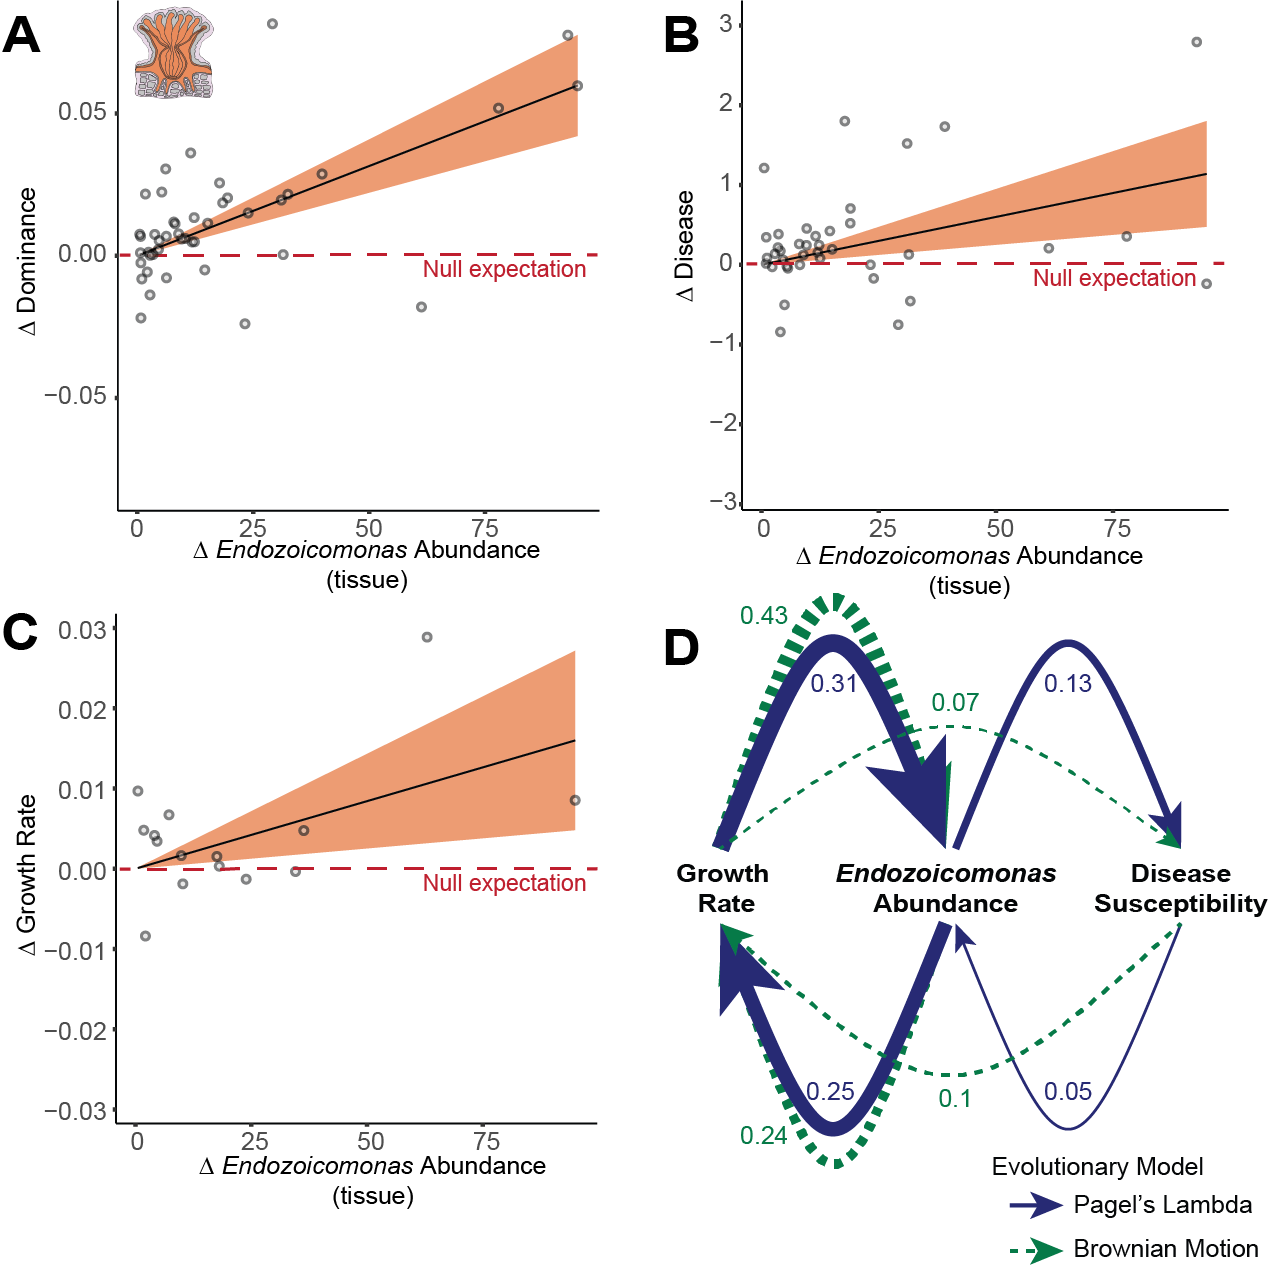 A
0.05
0.00
−0.05
Δ Dominance
Null expectation
0
25
50
75
Δ Endozoicomonas Abundance
(tissue)
B
3
2
1
0
−1
−2
−3
Δ Disease
Null expectation
0
25
50
75
Δ Endozoicomonas Abundance
(tissue)
C
0.03
0.02
0.01
0.00
−0.01
−0.02
−0.03
Δ Growth Rate
Null expectation
0
25
50
75
Δ Endozoicomonas Abundance
(tissue)
D
0.43
0.31
0.07
0.13
Growth
Rate
Endozoicomonas
Abundance
Disease
Susceptibility
0.25
0.24
0.1
0.05
Evolutionary Model
Pagel's Lambda
Brownian Motion